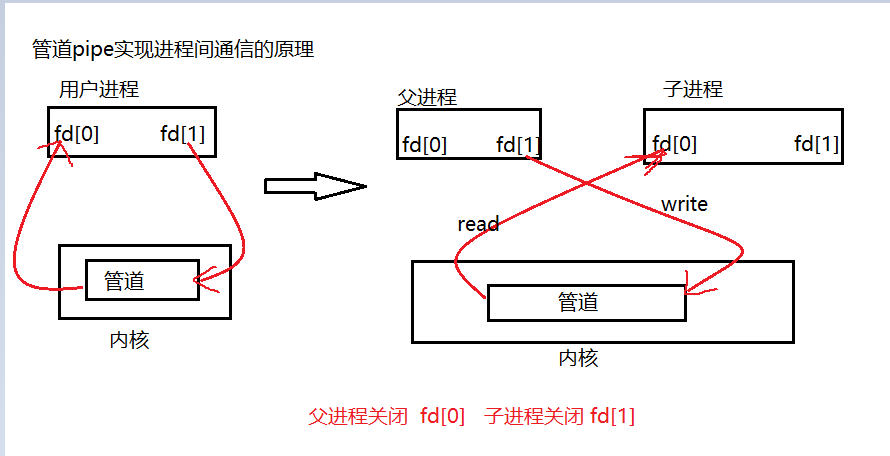 管道pipe实现进程间通信的原理
用户进程
fd[0] fd[1]
管道
内核
父进程
fd[0] fd[1]
子进程
fd[0] fd[1]
read
write
管道
内核
父进程关闭 fd[0] 子进程关闭 fd[1]